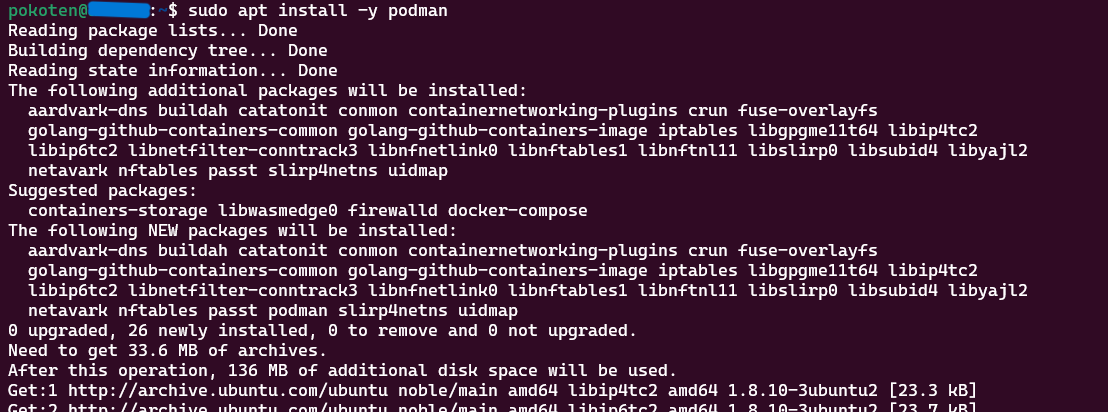 pokoten@:~$ sudo apt install -y podman
Reading package lists... Done
Building dependency tree... Done
Reading state information... Done
The following additional packages will be installed:
  aardvark-dns buildah catatonit conmon containernetworking-plugins crun fuse-overlayfs
  golang-github-containers-common golang-github-containers-image iptables libgpgme11t64 libip4tc2
  libip6tc2 libnetfilter-conntrack3 libnfnetlink0 libnftables1 libnftnl11 libslirp0 libsubid4 libyajl2
  netavark nftables passt slirp4netns uidmap
Suggested packages:
  containers-storage libwasmedge0 firewalld docker-compose
The following NEW packages will be installed:
  aardvark-dns buildah catatonit conmon containernetworking-plugins crun fuse-overlayfs
  golang-github-containers-common golang-github-containers-image iptables libgpgme11t64 libip4tc2
  libip6tc2 libnetfilter-conntrack3 libnfnetlink0 libnftables1 libnftnl11 libslirp0 libsubid4 libyajl2
  netavark nftables passt podman slirp4netns uidmap
0 upgraded, 26 newly installed, 0 to remove and 0 not upgraded.
Need to get 33.6 MB of archives.
After this operation, 136 MB of additional disk space will be used.
Get:1 http://archive.ubuntu.com/ubuntu noble/main amd64 libip4tc2 amd64 1.8.10-3ubuntu2 [23.3 kB]
Get:2 http://archive.ubuntu.com/ubuntu noble/main amd64 libip6tc2 amd64 1.8.10-3ubuntu2 [23.7 kB]